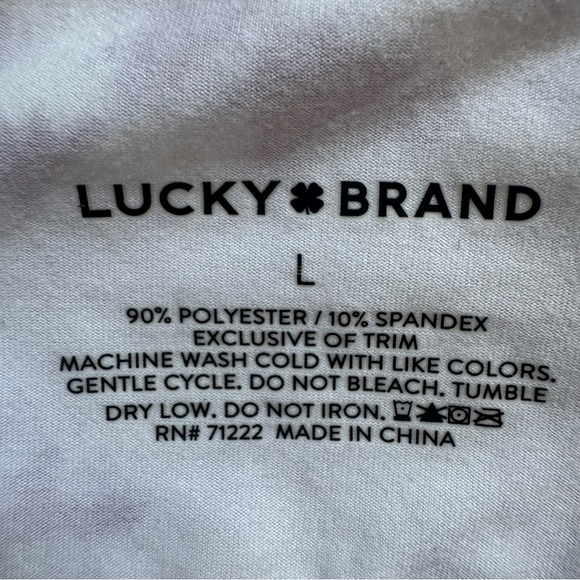 LUCKY BRAND
L
90% POLYESTER / 10% SPANDEX
EXCLUSIVE OF TRIM
MACHINE WASH COLD WITH LIKE COLORS.
GENTLE CYCLE. DO NOT BLEACH. TUMBLE
DRY LOW. DO NOT IRON.
RN# 71222 MADE IN CHINA